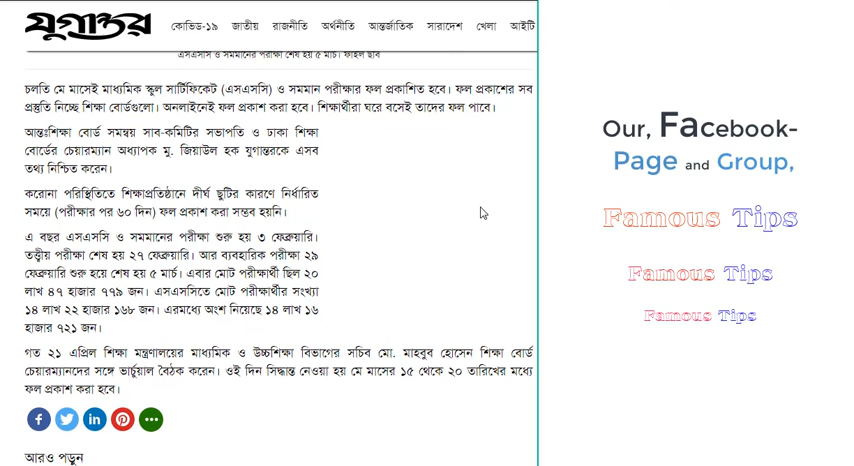 যুগান্তর
কোভিড-১৯ জাতীয় রাজনীতি অর্থনীতি আন্তর্জাতিক সারাদেশ খেলা আইটি
এসএসসি ও সমমানের পরীক্ষা শেষ হয় ৫ মার্চ। ফাইল ছবি
চলতি মে মাসেই মাধ্যমিক স্কুল সার্টিফিকেট (এসএসসি) ও সমমান পরীক্ষার ফল প্রকাশিত হবে। ফল প্রকাশের সব
প্রস্তুতি নিচ্ছে শিক্ষা বোর্ডগুলো। অনলাইনেই ফল প্রকাশ করা হবে। শিক্ষার্থীরা ঘরে বসেই তাদের ফল পাবে।
আন্তঃশিক্ষা বোর্ড সমন্বয় সাব-কমিটির সভাপতি ও ঢাকা শিক্ষা
বোর্ডের চেয়ারম্যান অধ্যাপক মু. জিয়াউল হক যুগান্তরকে এসব
তথ্য নিশ্চিত করেন।
করোনা পরিস্থিতিতে শিক্ষাপ্রতিষ্ঠানে দীর্ঘ ছুটির কারণে নির্ধারিত
সময়ে (পরীক্ষার পর ৬০ দিন) ফল প্রকাশ করা সম্ভব হয়নি।
এ বছর এসএসসি ও সমমানের পরীক্ষা শুরু হয় ৩ ফেব্রুয়ারি।
তত্ত্বীয় পরীক্ষা শেষ হয় ২৭ ফেব্রুয়ারি। আর ব্যবহারিক পরীক্ষা ২৯
ফেব্রুয়ারি শুরু হয়ে শেষ হয় ৫ মার্চ। এবার মোট পরীক্ষার্থী ছিল ২০
লাখ ৪৭ হাজার ৭৭৯ জন। এসএসসিতে মোট পরীক্ষার্থীর সংখ্যা
১৪ লাখ ২২ হাজার ১৬৮ জন। এরমধ্যে অংশ নিয়েছে ১৪ লাখ ১৬
হাজার ৭২১ জন।
গত ২১ এপ্রিল শিক্ষা মন্ত্রণালয়ের মাধ্যমিক ও উচ্চশিক্ষা বিভাগের সচিব মো. মাহবুব হোসেন শিক্ষা বোর্ড
চেয়ারম্যানদের সঙ্গে ভার্চুয়াল বৈঠক করেন। ওই দিন সিদ্ধান্ত নেওয়া হয় মে মাসের ১৫ থেকে ২০ তারিখের মধ্যে
ফল প্রকাশ করা হবে।
আরও পড়ুন
Our, Facebook-
Page and Group,
Famous Tips
Famous Tips
Famous Tips